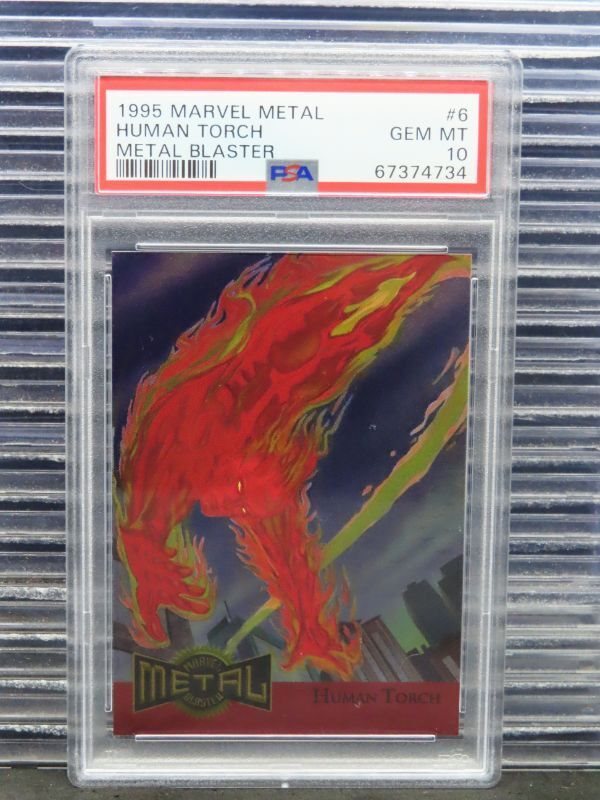 1995 MARVEL METAL #6
HUMAN TORCH GEM MT
METAL BLASTER 10
PSA 67374734
MARVEL
METAL
BLASTER
HUMAN TORCH